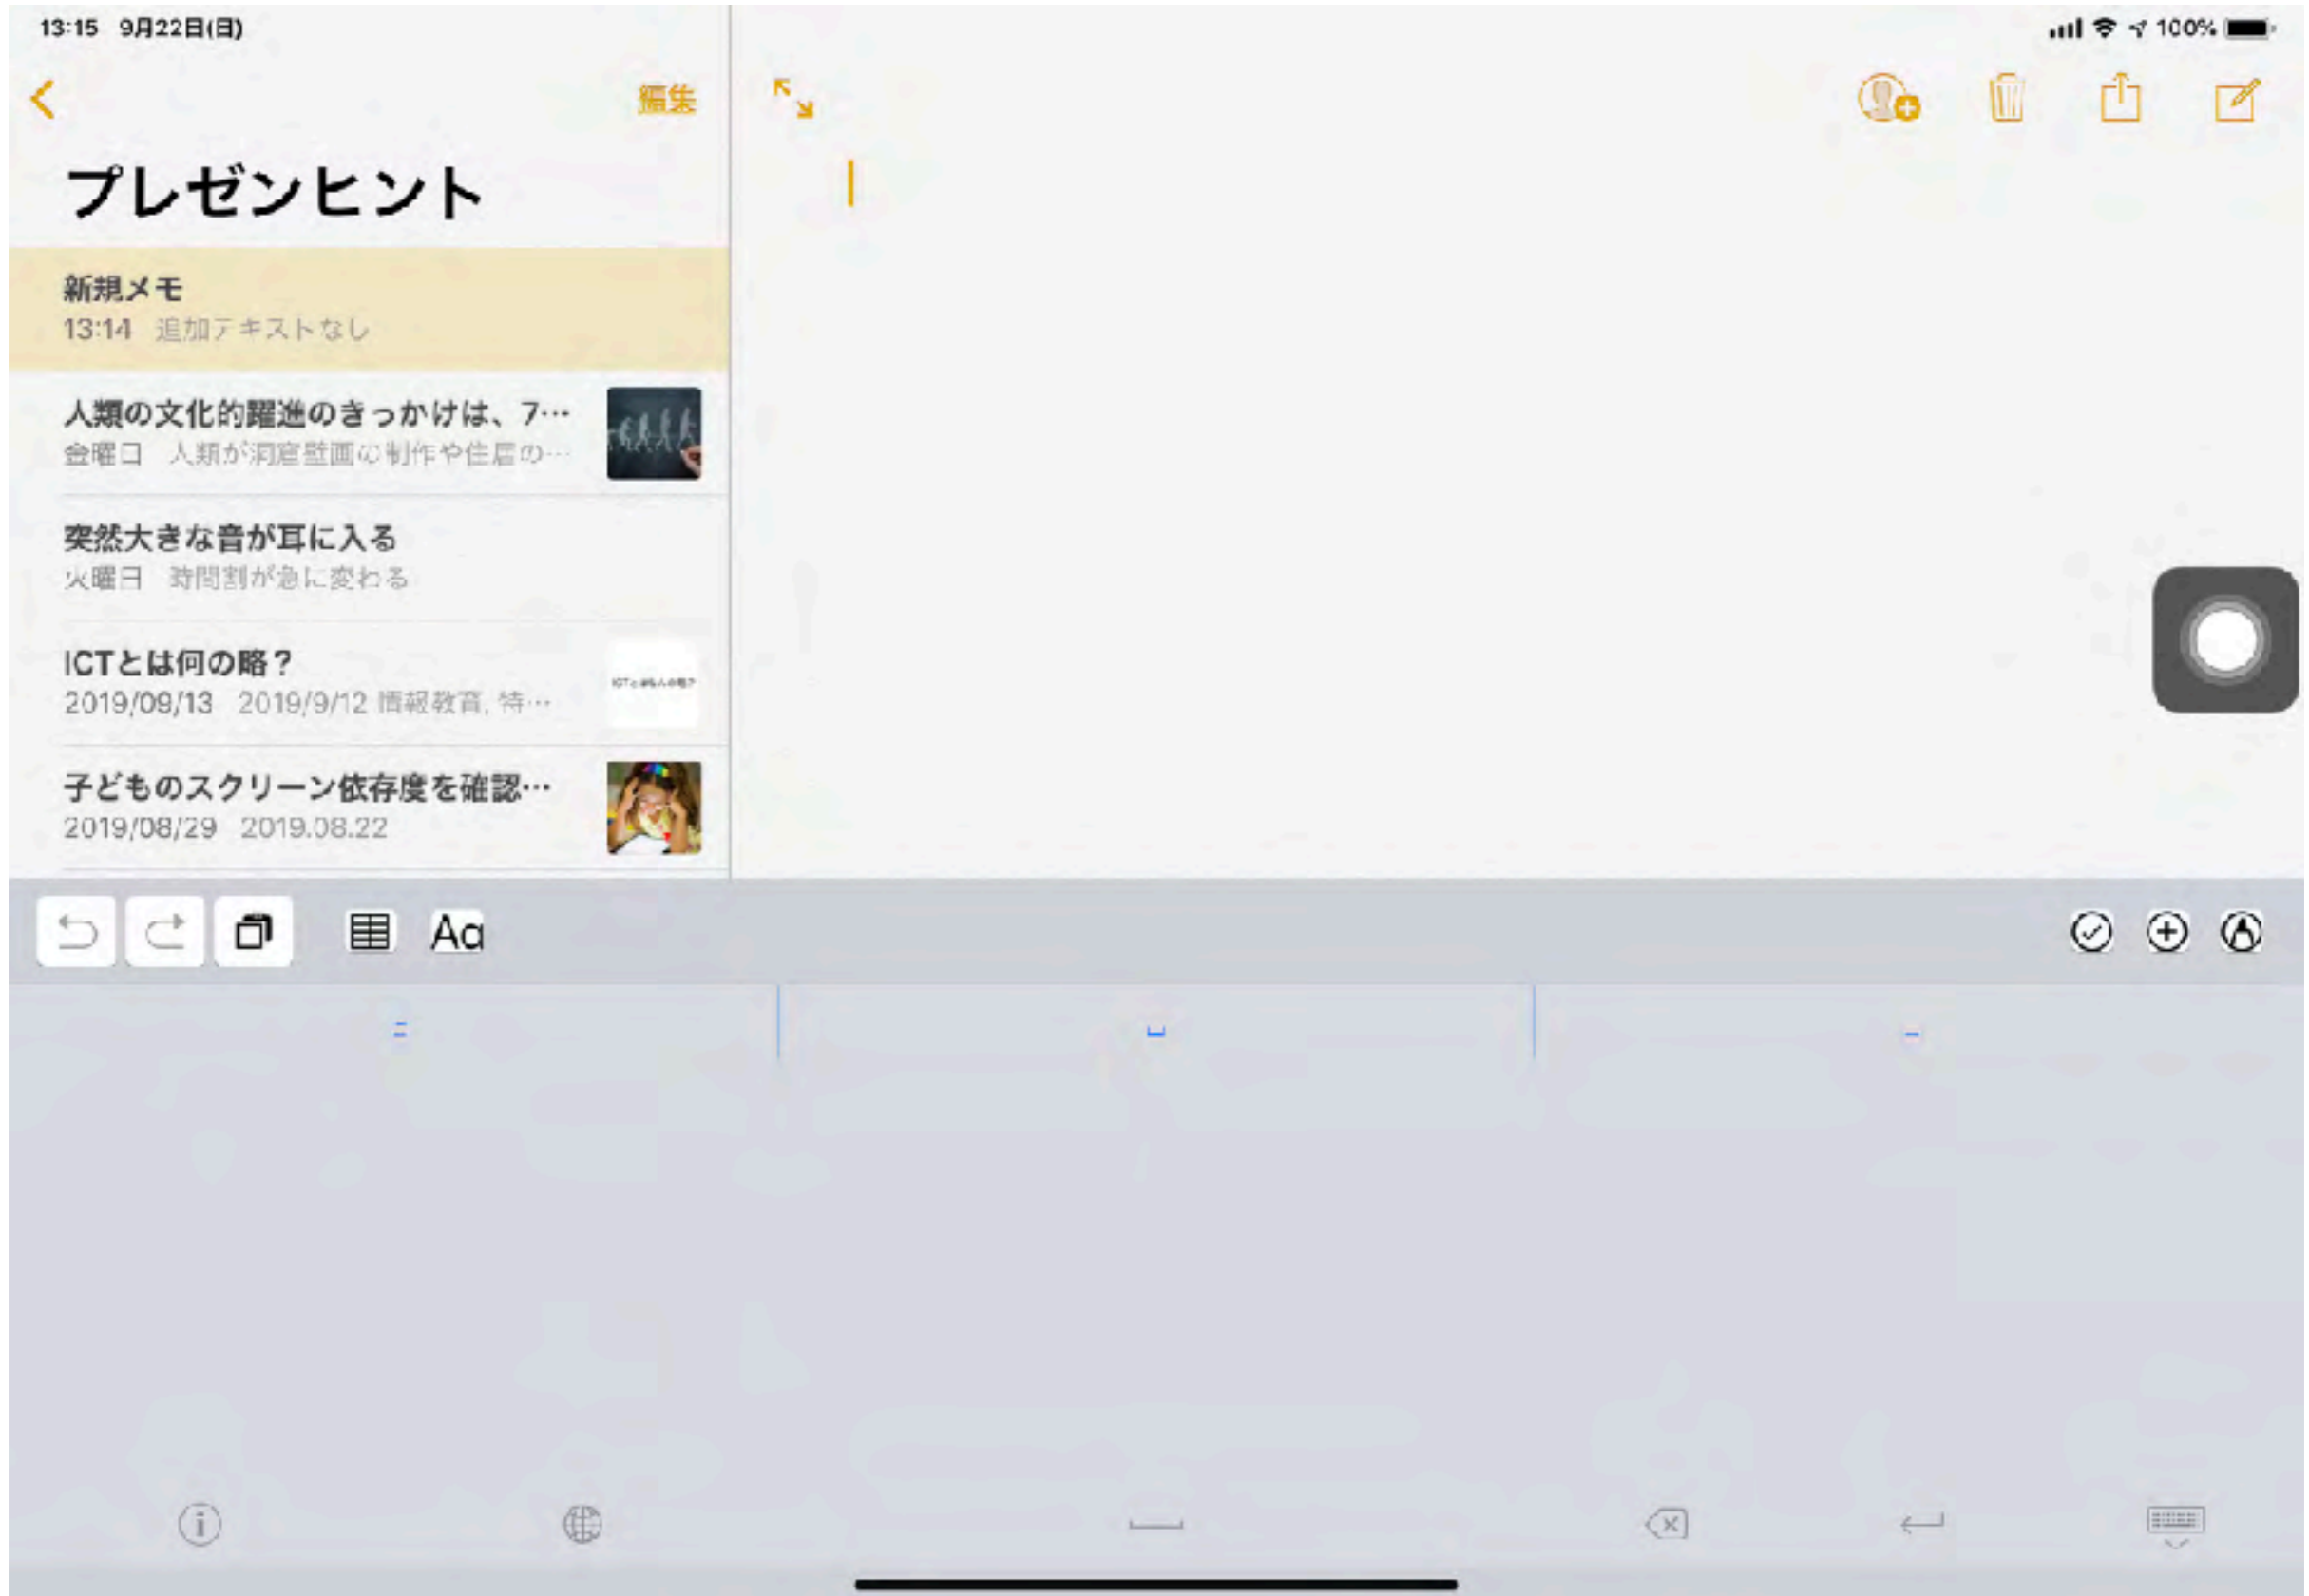 13:15 9月22日(日)
100%
編集
プレゼンヒント
新規メモ
13:14 追加テキストなし
人類の文化的躍進のきっかけは、7…
金曜日 人類が洞窟壁画の制作や住居の…
突然大きな音が耳に入る
火曜日 時間割が急に変わる
ICTとは何の略？
2019/09/13 2019/9/12 情報教育, 特…
子どものスクリーン依存度を確認…
2019/08/29 2019.08.22
Aa